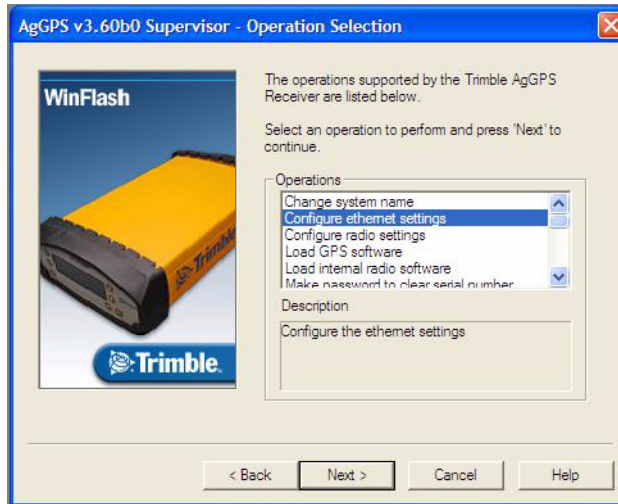 AgGPS v3.60b0 Supervisor - Operation Selection
WinFlash
Trimble
Trimble.
The operations supported by the Trimble AgGPS
Receiver are listed below.
Select an operation to perform and press 'Next' to
continue.
Operations
Change system name
Configure ethernet settings
Configure radio settings
Load GPS software
Load internal radio software
Make password to clear serial number
Description
Configure the ethernet settings
< Back
Next >
Cancel
Help